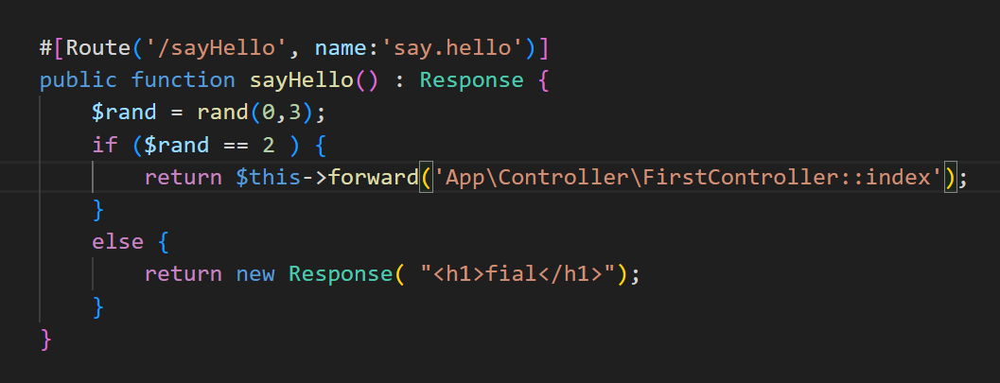 #[Route('/sayHello', name:'say.hello')]
public function sayHello() : Response {
    $rand = rand(0,3);
    if ($rand == 2 ) {
        return $this->forward('App\Controller\FirstController::index');
    }
    else {
        return new Response( "<h1>fial</h1>");
    }
}